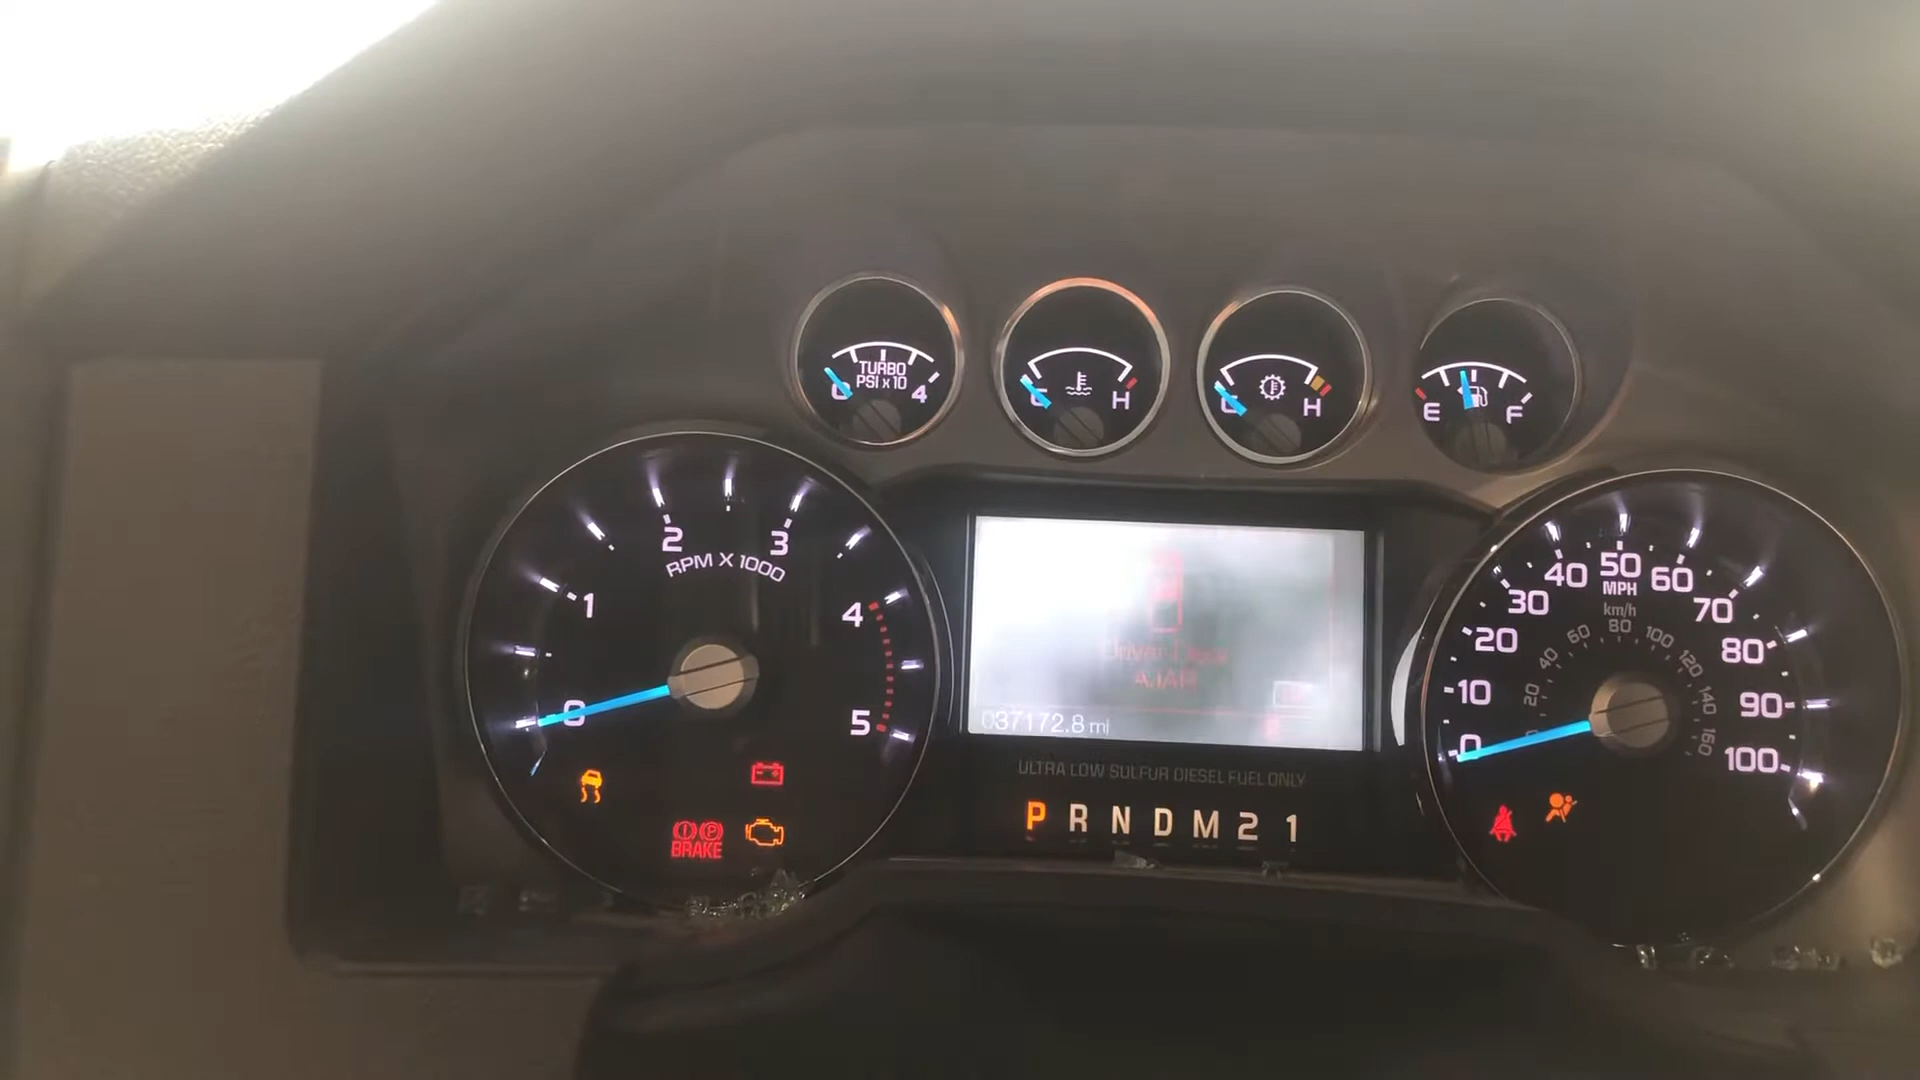 TURBO
PSI x 10
0 4
C H
C H
E F
0 1 2 3 4 5
RPM X 1000
BRAKE
AJAR
037172.8 mi
ULTRA LOW SULFUR DIESEL FUEL ONLY
P R N D M 2 1
0 10 20 30 40 50 60 70 80 90 100
MPH
km/h
20 40 60 80 100 120 140 160